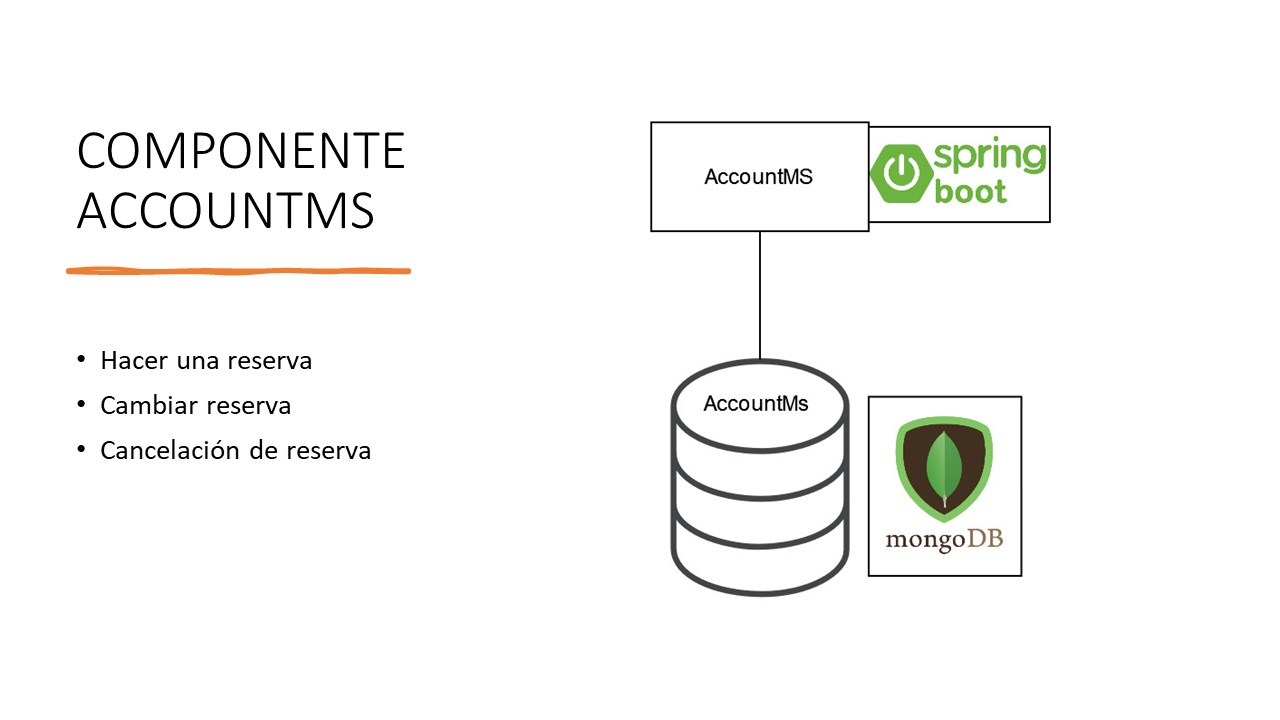 COMPONENTE
ACCOUNTMS
• Hacer una reserva
• Cambiar reserva
• Cancelación de reserva
AccountMS
spring
boot
AccountMs
mongoDB